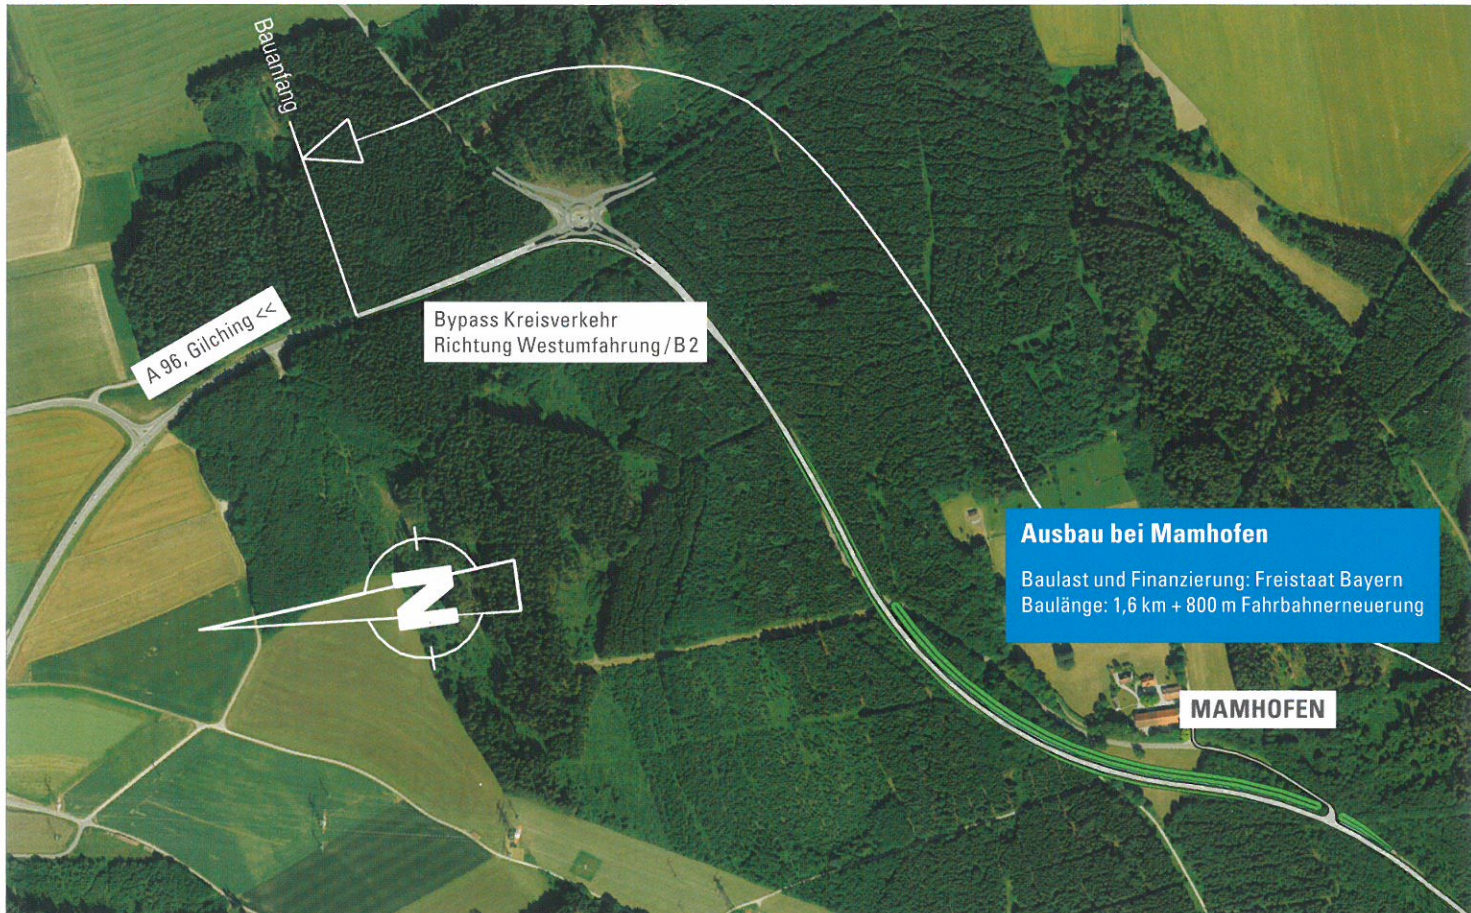 Bauanfang
A 96, Gilching <<
Bypass Kreisverkehr
Richtung Westumfahrung / B 2
N
Ausbau bei Mamhofen
Baulast und Finanzierung: Freistaat Bayern
Baulänge: 1,6 km + 800 m Fahrbahnerneuerung
MAMHOFEN